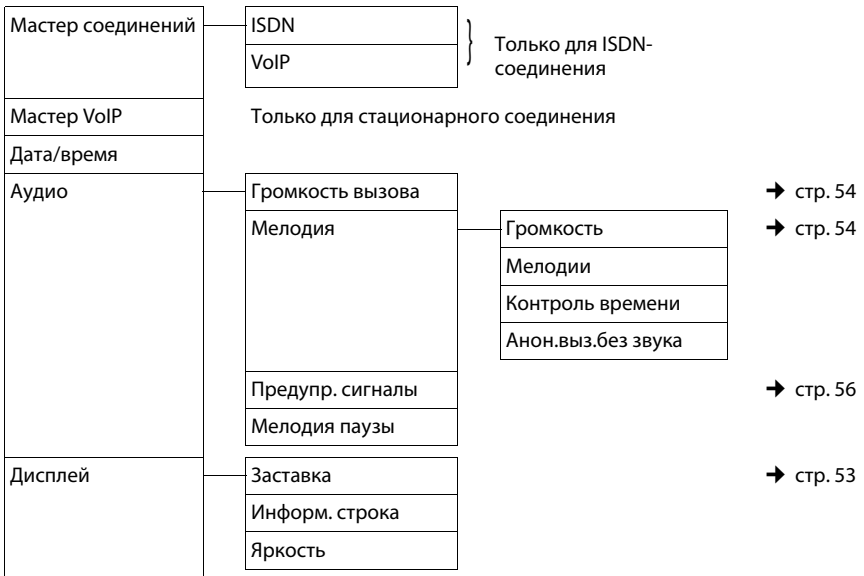 Мастер соединений ISDN
VoIP
Только для ISDN-
соединения
Мастер VoIP Только для стационарного соединения
Дата/время
Аудио Громкость вызова ➔ стр. 54
Мелодия Громкость ➔ стр. 54
Мелодии
Контроль времени
Анон.выз.без звука
Предупр. сигналы ➔ стр. 56
Мелодия паузы
Дисплей Заставка ➔ стр. 53
Информ. строка
Яркость